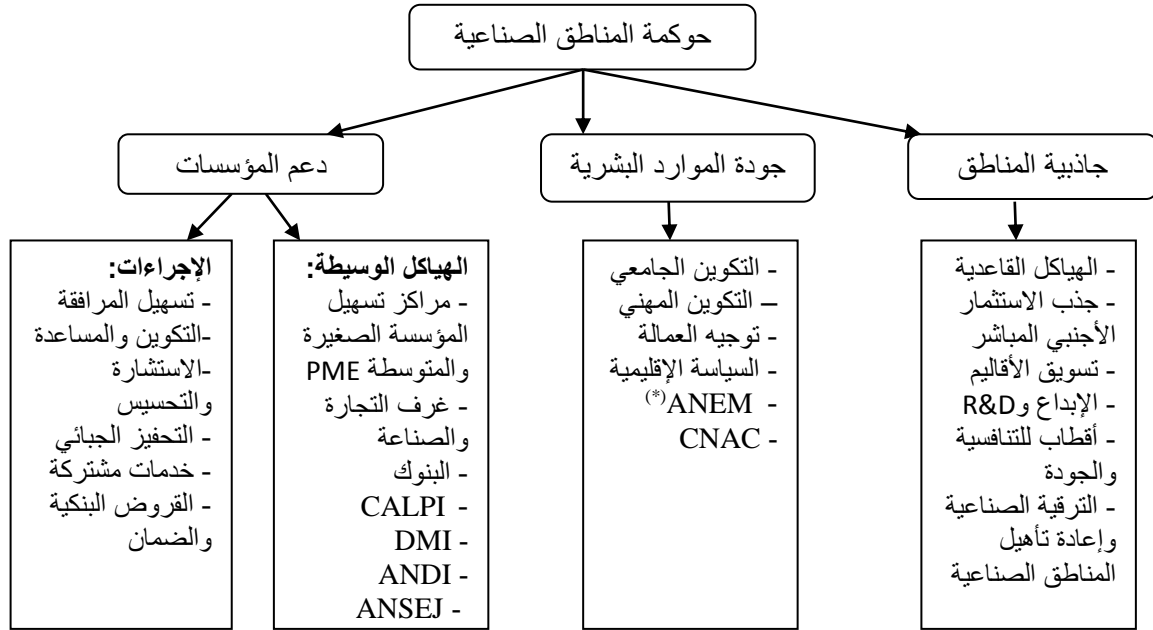 حوكمة المناطق الصناعية
جاذبية المناطق
جودة الموارد البشرية
دعم المؤسسات
- الهياكل القاعدية
- جذب الاستثمار
الأجنبي المباشر
- تسويق الأقاليم
- الإبداع وR&D
- أقطاب للتنافسية
والجودة
- الترقية الصناعية
وإعادة تأهيل
المناطق الصناعية
- التكوين الجامعي
– التكوين المهني
- توجيه العمالة
- السياسة الإقليمية
- ANEM(*)
- CNAC
الهياكل الوسيطة:
- مراكز تسهيل
المؤسسة الصغيرة
والمتوسطة PME
- غرف التجارة
والصناعة
- البنوك
- CALPI
- DMI
- ANDI
- ANSEJ
الإجراءات:
- تسهيل المرافقة
-التكوين والمساعدة
-الاستشارة
والتحسيس
- التحفيز الجبائي
- خدمات مشتركة
- القروض البنكية
والضمان